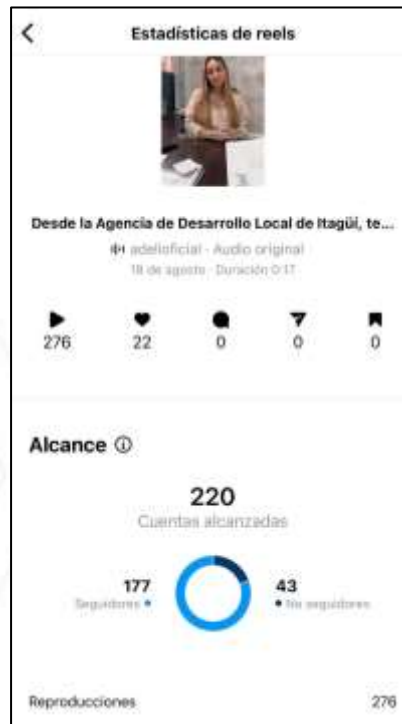 Estadísticas de reels
Desde la Agencia de Desarrollo Local de Itagüí, te...
adelioficial · Audio original
18 de agosto · Duración 0:17
276 22 0 0 0
Alcance
220
Cuentas alcanzadas
177 43
Seguidores No seguidores
Reproducciones 276